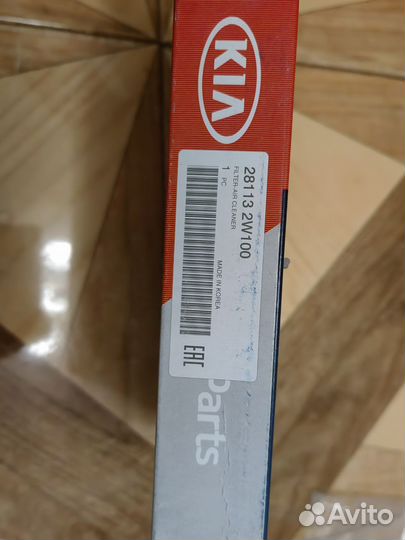 KIA
28113 2W100
FILTER-AIR CLEANER
1 PC
MADE IN KOREA
EAC
Parts
Avito